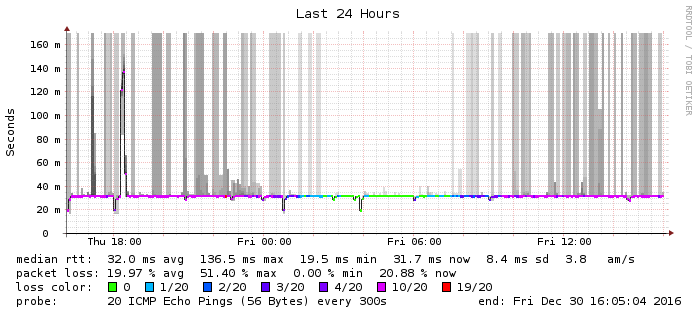 Last 24 Hours
RRDTOOL / TOBI OETIKER
Seconds
160 m
140 m
120 m
100 m
80 m
60 m
40 m
20 m
0
Thu 18:00 Fri 00:00 Fri 06:00 Fri 12:00
median rtt: 32.0 ms avg 136.5 ms max 19.5 ms min 31.7 ms now 8.4 ms sd 3.8 am/s
packet loss: 19.97 % avg 51.40 % max 0.00 % min 20.88 % now
loss color: 0 1/20 2/20 3/20 4/20 10/20 19/20
probe: 20 ICMP Echo Pings (56 Bytes) every 300s end: Fri Dec 30 16:05:04 2016